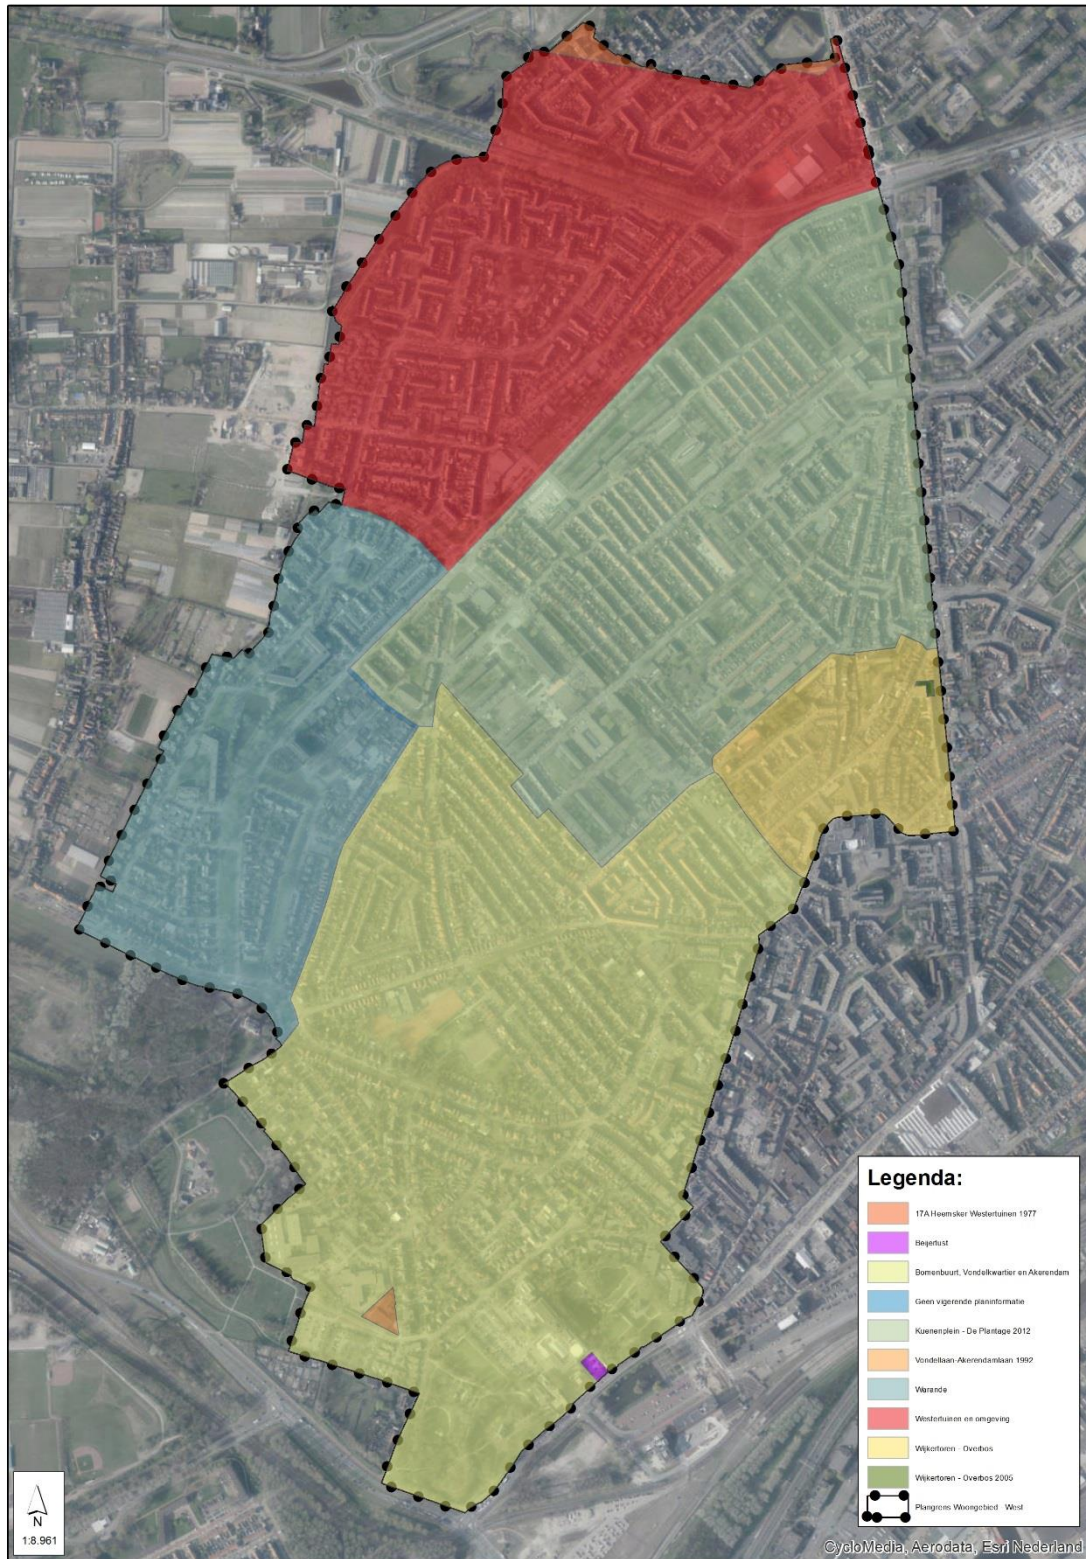 Legenda:
17A Heemsker Westertuinen 1977
Beijerlust
Bomenbuurt, Vondelkwartier en Akerendam
Geen vigerende planinformatie
Kuenenplein - De Plantage 2012
Vondellaan-Akerendamlaan 1992
Warande
Westertuinen en omgeving
Wijkertoren - Overbos
Wijkertoren - Overbos 2005
Plangrens Woongebied - West
N
1:8.961
CycloMedia, Aerodata, Esri Nederland